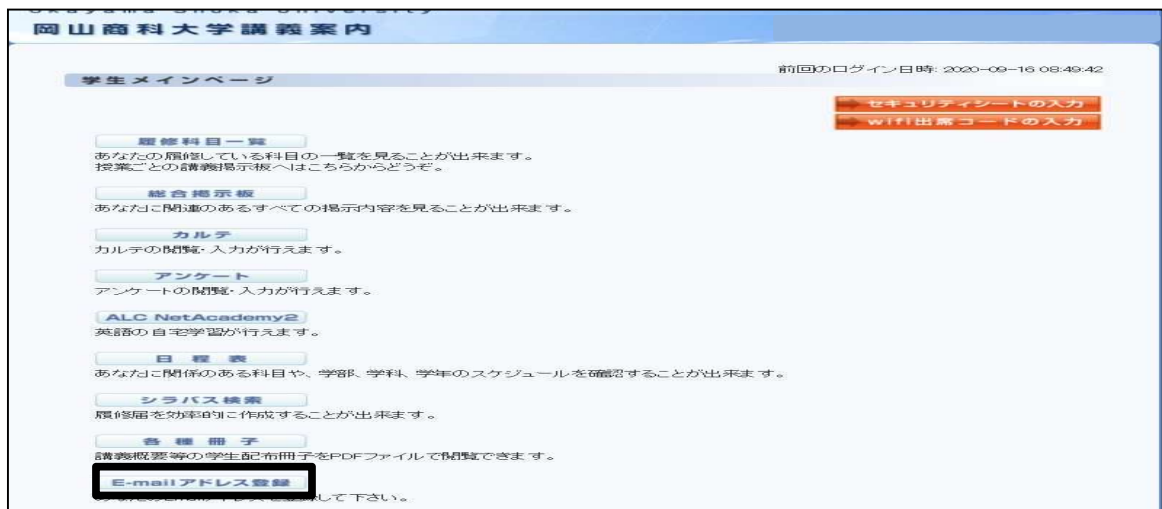 Okayama Shoka University
岡山商科大学講義案内
前回のログイン日時: 2020-09-16 08:49:42
学生メインページ
セキュリティシートの入力
wifi出席コードの入力
履修科目一覧
あなたの履修している科目の一覧を見ることが出来ます。
授業ごとの講義掲示板へはこちらからどうぞ。
総合掲示板
あなたに関連のあるすべての掲示内容を見ることが出来ます。
カルテ
カルテの閲覧・入力が行えます。
アンケート
アンケートの閲覧・入力が行えます。
ALC NetAcademy2
英語の自宅学習が行えます。
日 程 表
あなたに関係のある科目や、学部、学科、学年のスケジュールを確認することが出来ます。
シラバス検索
履修届を効率的に作成することが出来ます。
各 種 冊 子
講義概要等の学生配布冊子をPDFファイルで閲覧できます。
E-mailアドレス登録
して下さい。